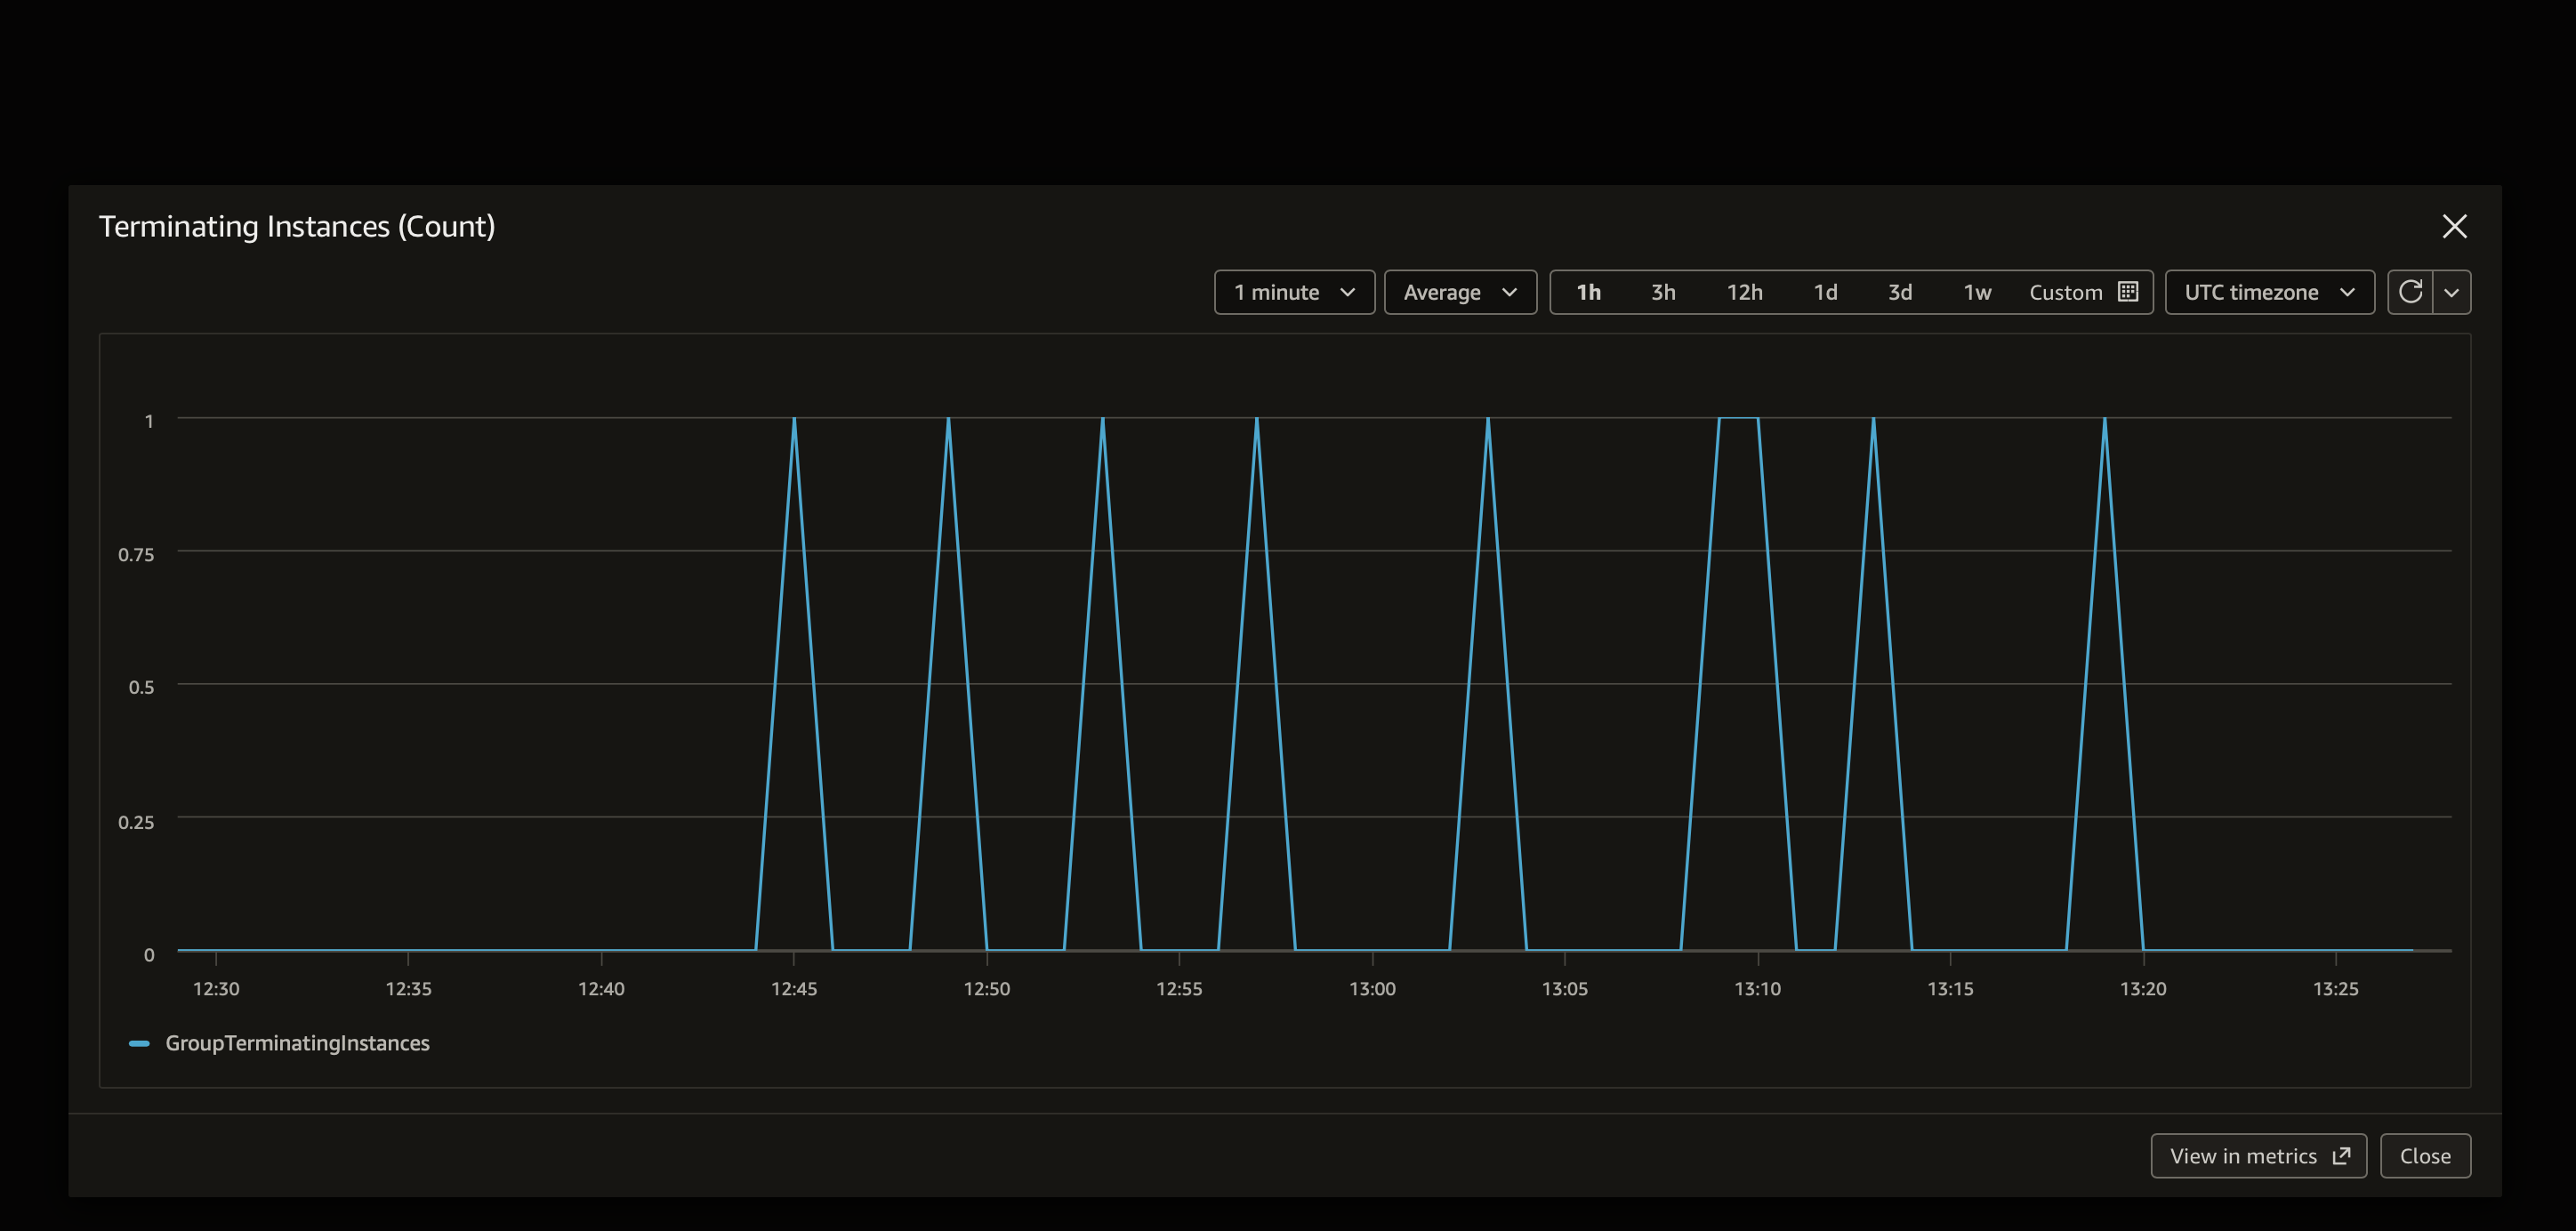 Terminating Instances (Count)
1 minute Average 1h 3h 12h 1d 3d 1w Custom UTC timezone
1
0.75
0.5
0.25
0
12:30 12:35 12:40 12:45 12:50 12:55 13:00 13:05 13:10 13:15 13:20 13:25
GroupTerminatingInstances
View in metrics Close